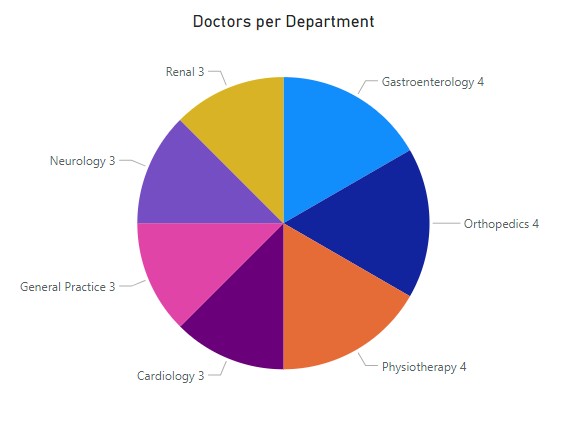 Doctors per Department
Renal 3
Gastroenterology 4
Neurology 3
Orthopedics 4
General Practice 3
Physiotherapy 4
Cardiology 3